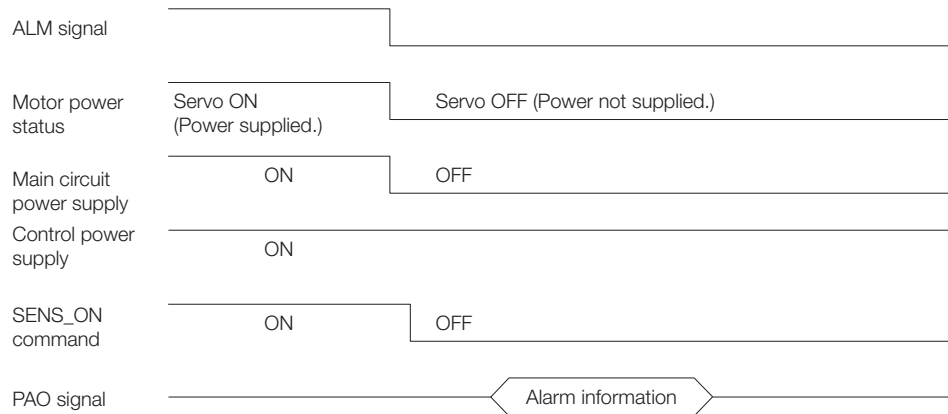 ALM signal
Motor power
status
Servo ON
(Power supplied.)
Servo OFF (Power not supplied.)
Main circuit
power supply
ON
OFF
Control power
supply
ON
SENS_ON
command
ON
OFF
PAO signal
Alarm information